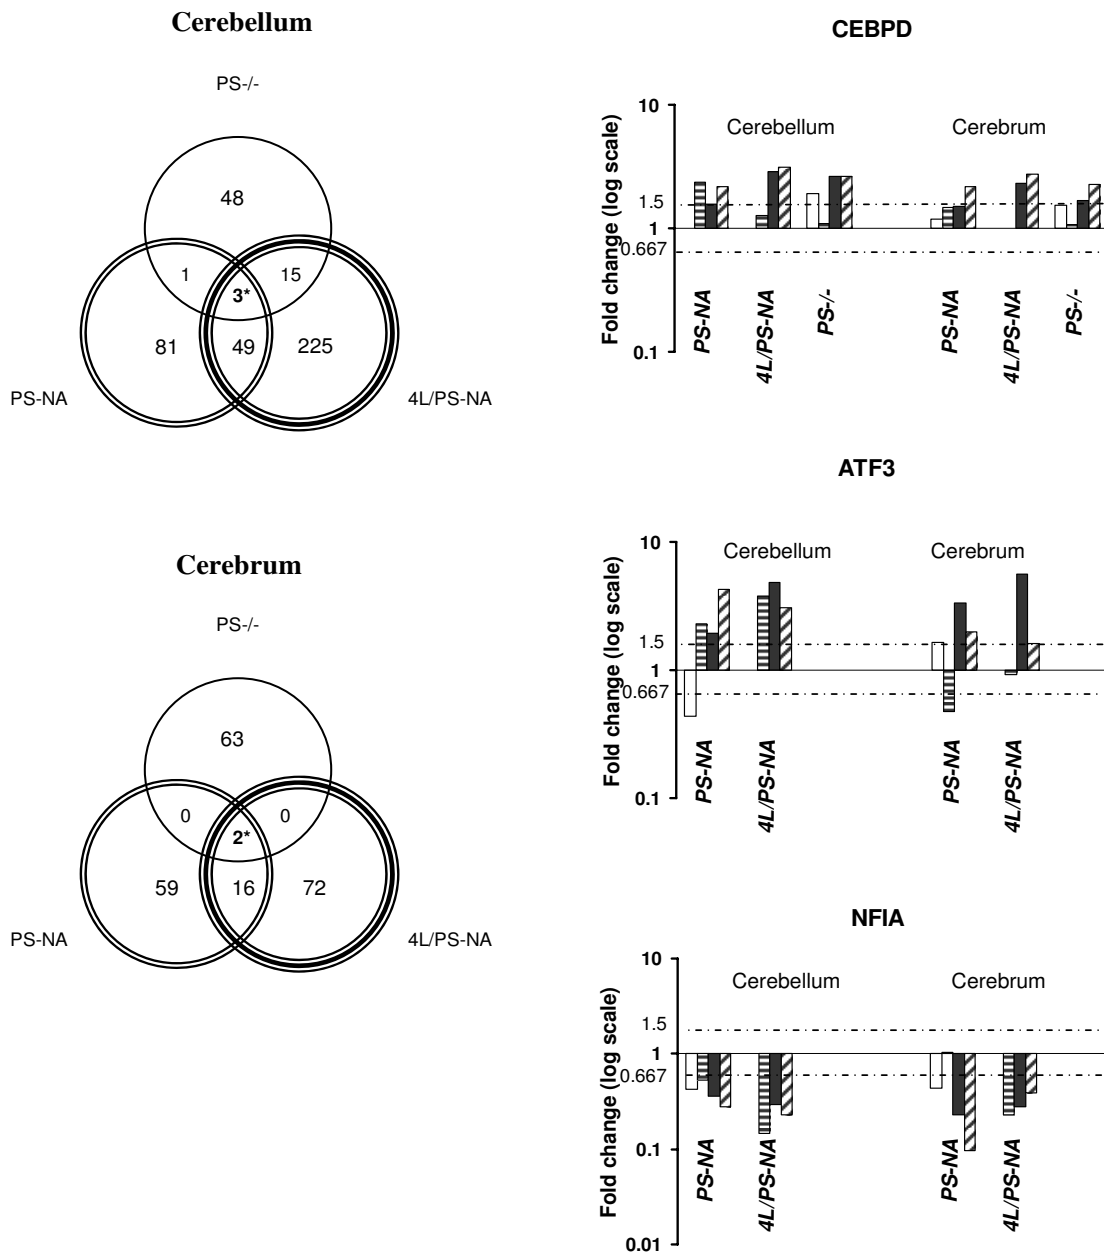 Cerebellum
PS-/-
48
1
15
3*
81
49
225
PS-NA
4L/PS-NA
Cerebrum
PS-/-
63
0
0
2*
59
16
72
PS-NA
4L/PS-NA
CEBPD
Fold change (log scale)
10
1.5
1
0.667
0.1
Cerebellum
Cerebrum
PS-NA
4L/PS-NA
PS-/-
PS-NA
4L/PS-NA
PS-/-
ATF3
Fold change (log scale)
10
1.5
1
0.667
0.1
Cerebellum
Cerebrum
PS-NA
4L/PS-NA
PS-NA
4L/PS-NA
NFIA
Fold change (log scale)
10
1.5
1
0.667
0.1
0.01
Cerebellum
Cerebrum
PS-NA
4L/PS-NA
PS-NA
4L/PS-NA